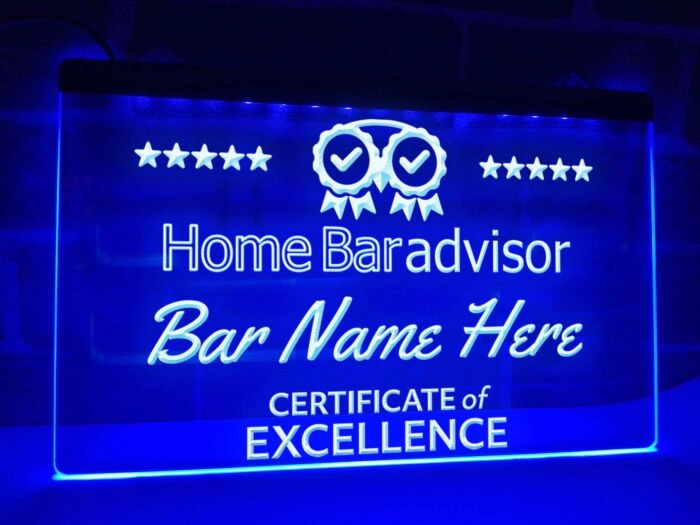 Home Baradvisor
Bar Name Here
CERTIFICATE of
EXCELLENCE